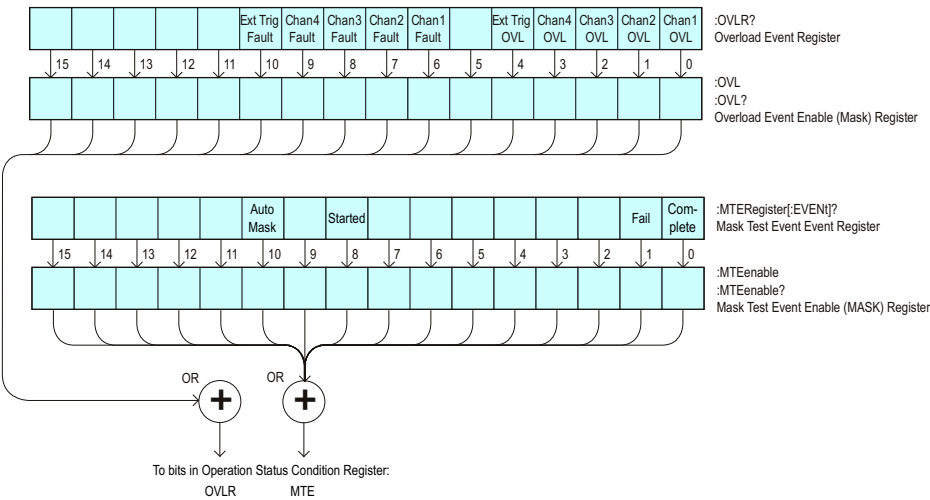 Ext Trig Fault Chan4 Fault Chan3 Fault Chan2 Fault Chan1 Fault Ext Trig OVL Chan4 OVL Chan3 OVL Chan2 OVL Chan1 OVL
:OVLR?
Overload Event Register
15 14 13 12 11 10 9 8 7 6 5 4 3 2 1 0
:OVL
:OVL?
Overload Event Enable (Mask) Register
Auto Mask Started Fail Com-plete
:MTERegister[:EVENt]?
Mask Test Event Event Register
15 14 13 12 11 10 9 8 7 6 5 4 3 2 1 0
:MTEenable
:MTEenable?
Mask Test Event Enable (MASK) Register
OR OR
+ +
To bits in Operation Status Condition Register:
OVLR MTE